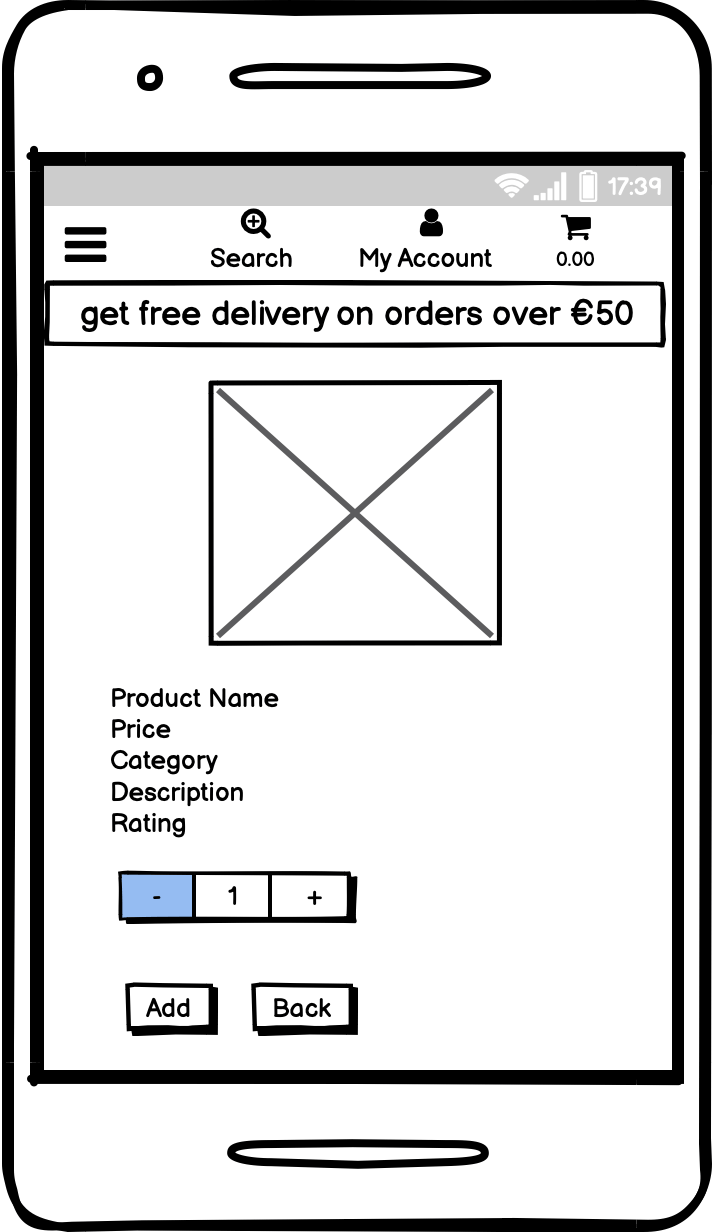 17:39
Search My Account 0.00
get free delivery on orders over €50
Product Name
Price
Category
Description
Rating
- 1 +
Add Back